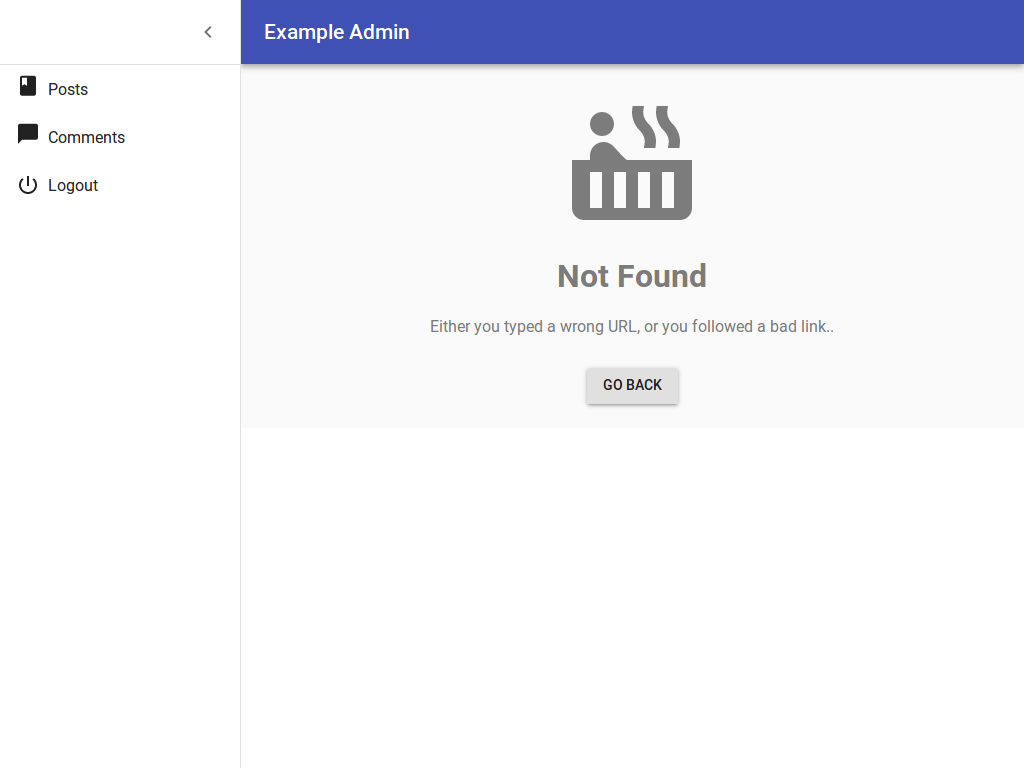 Example Admin
Posts
Comments
Logout
Not Found
Either you typed a wrong URL, or you followed a bad link..
GO BACK